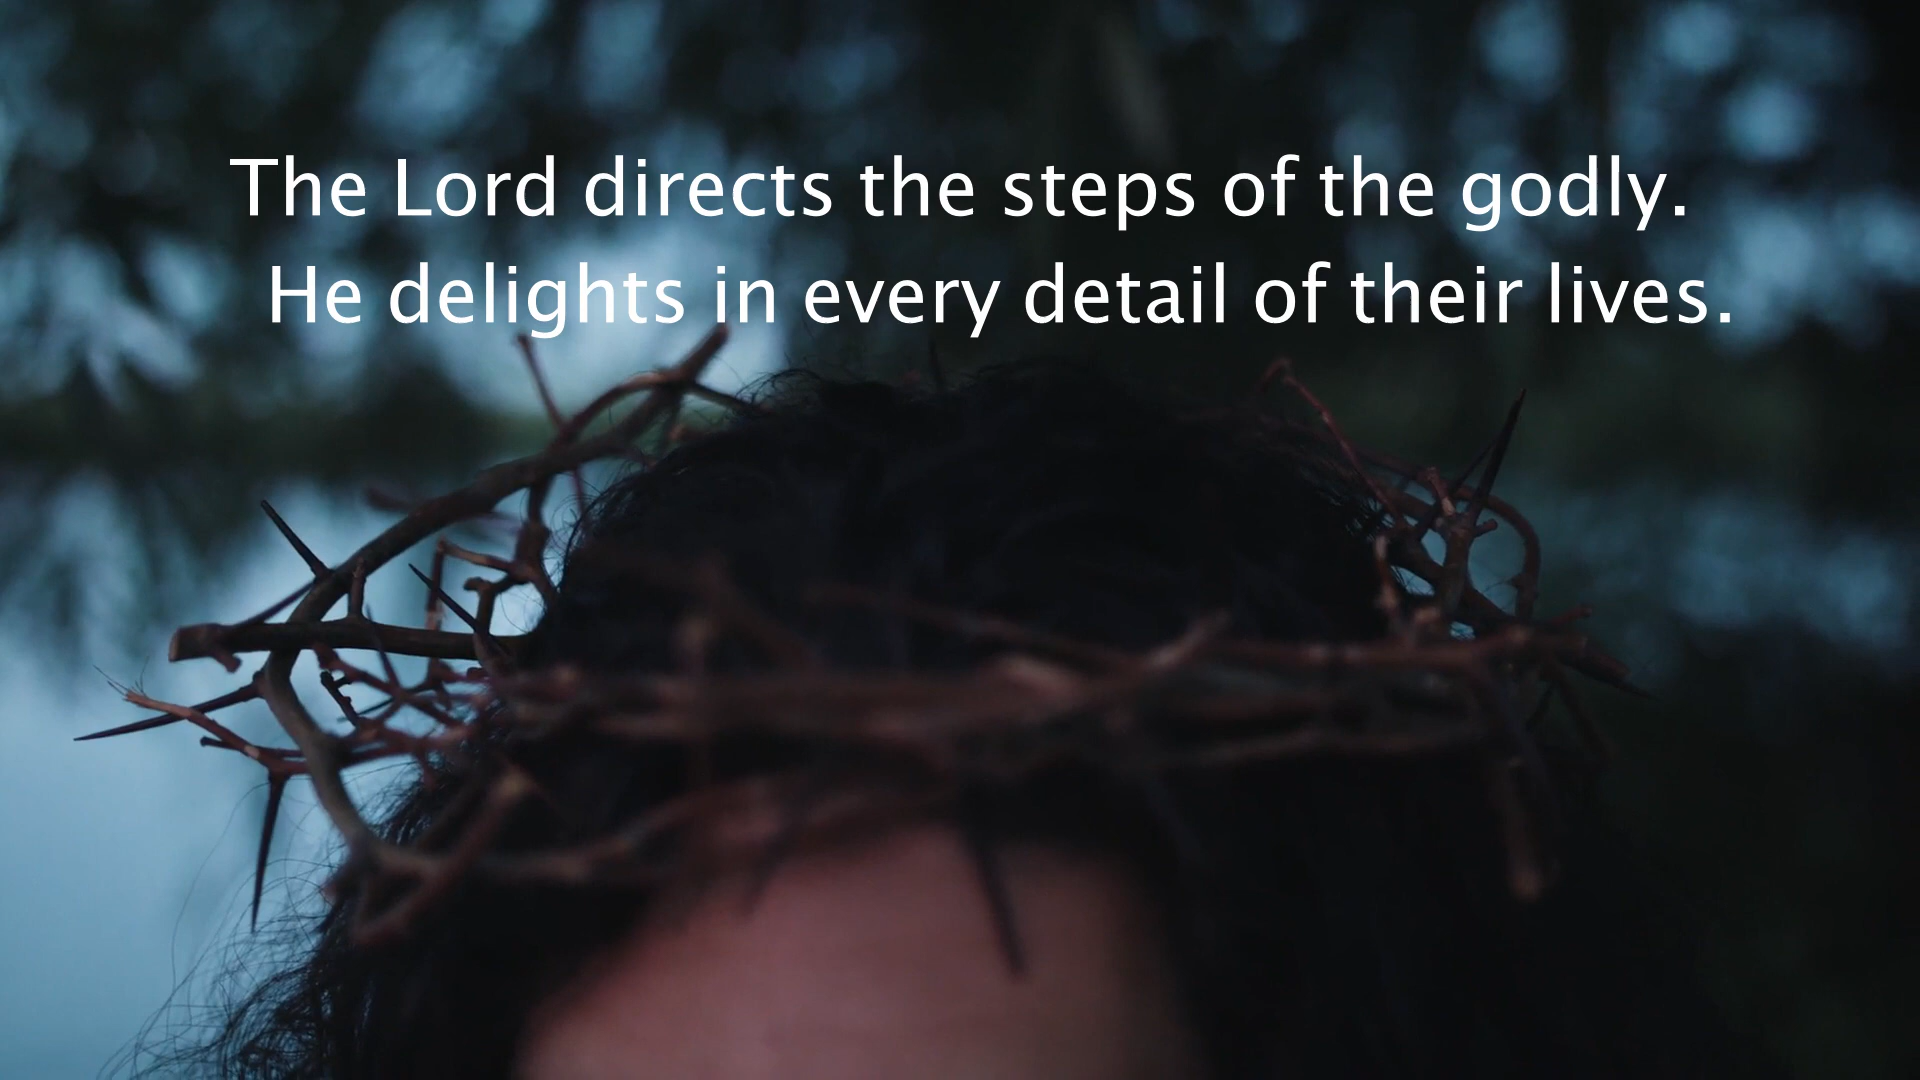 The Lord directs the steps of the godly.
He delights in every detail of their lives.